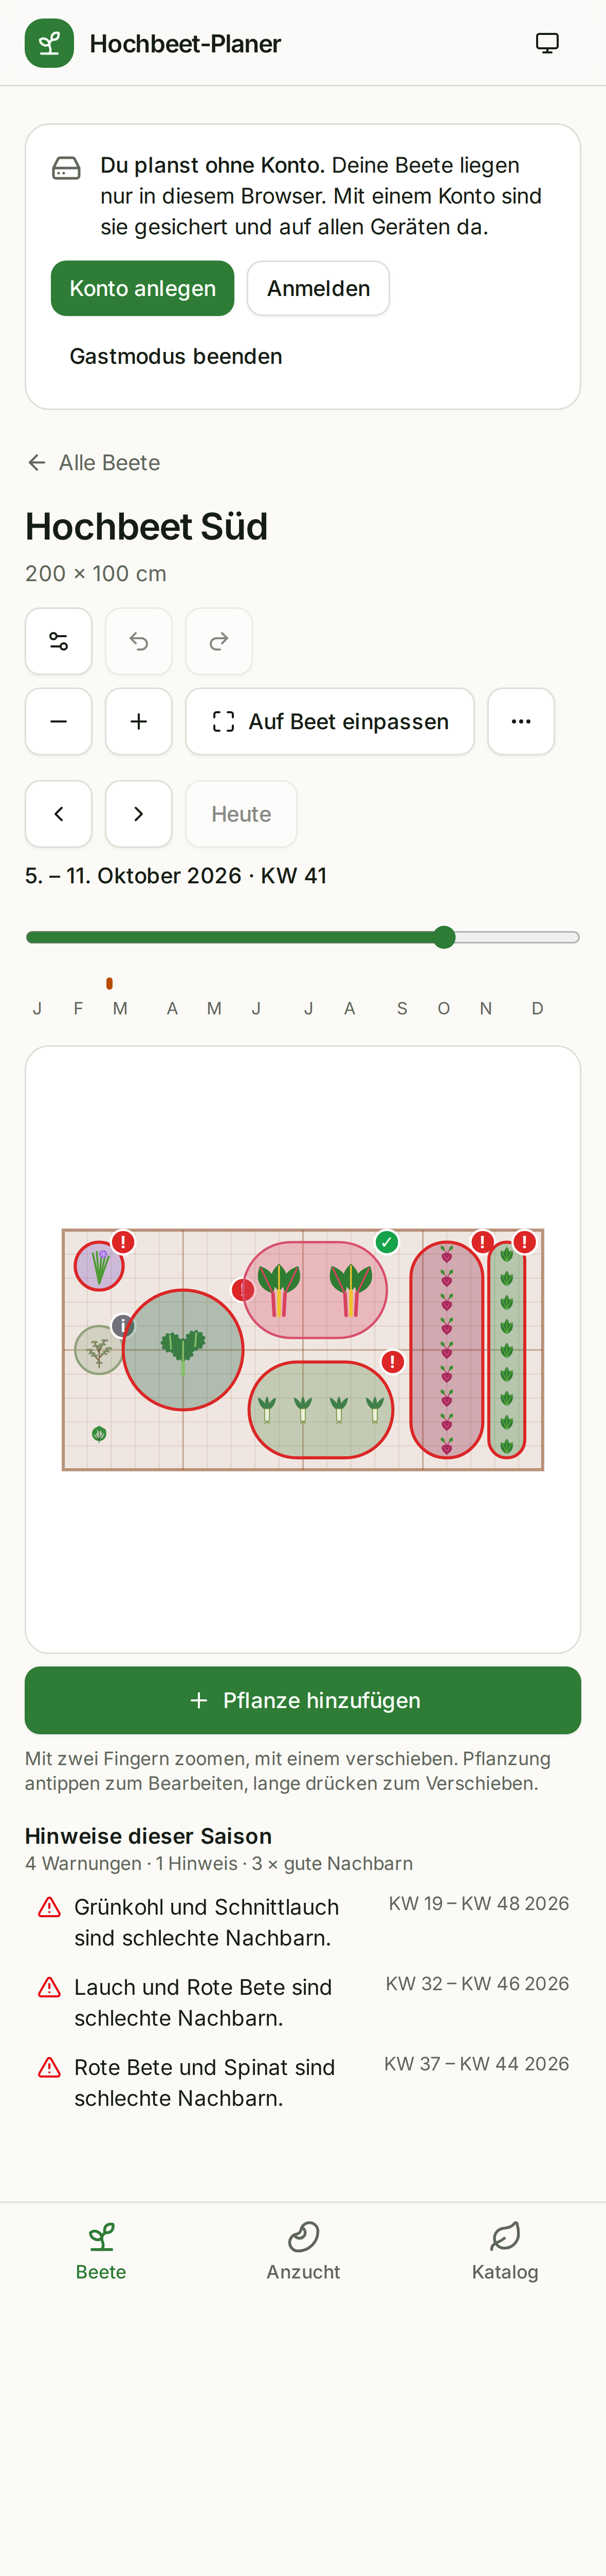 Hochbeet-Planer
Du planst ohne Konto. Deine Beete liegen
nur in diesem Browser. Mit einem Konto sind
sie gesichert und auf allen Geräten da.
Konto anlegen
Anmelden
Gastmodus beenden
Alle Beete
Hochbeet Süd
200 × 100 cm
Auf Beet einpassen
Heute
5. – 11. Oktober 2026 · KW 41
J F M A M J J A S O N D
Pflanze hinzufügen
Mit zwei Fingern zoomen, mit einem verschieben. Pflanzung
antippen zum Bearbeiten, lange drücken zum Verschieben.
Hinweise dieser Saison
4 Warnungen · 1 Hinweis · 3 × gute Nachbarn
Grünkohl und Schnittlauch
sind schlechte Nachbarn.
KW 19 – KW 48 2026
Lauch und Rote Bete sind
schlechte Nachbarn.
KW 32 – KW 46 2026
Rote Bete und Spinat sind
schlechte Nachbarn.
KW 37 – KW 44 2026
Beete
Anzucht
Katalog